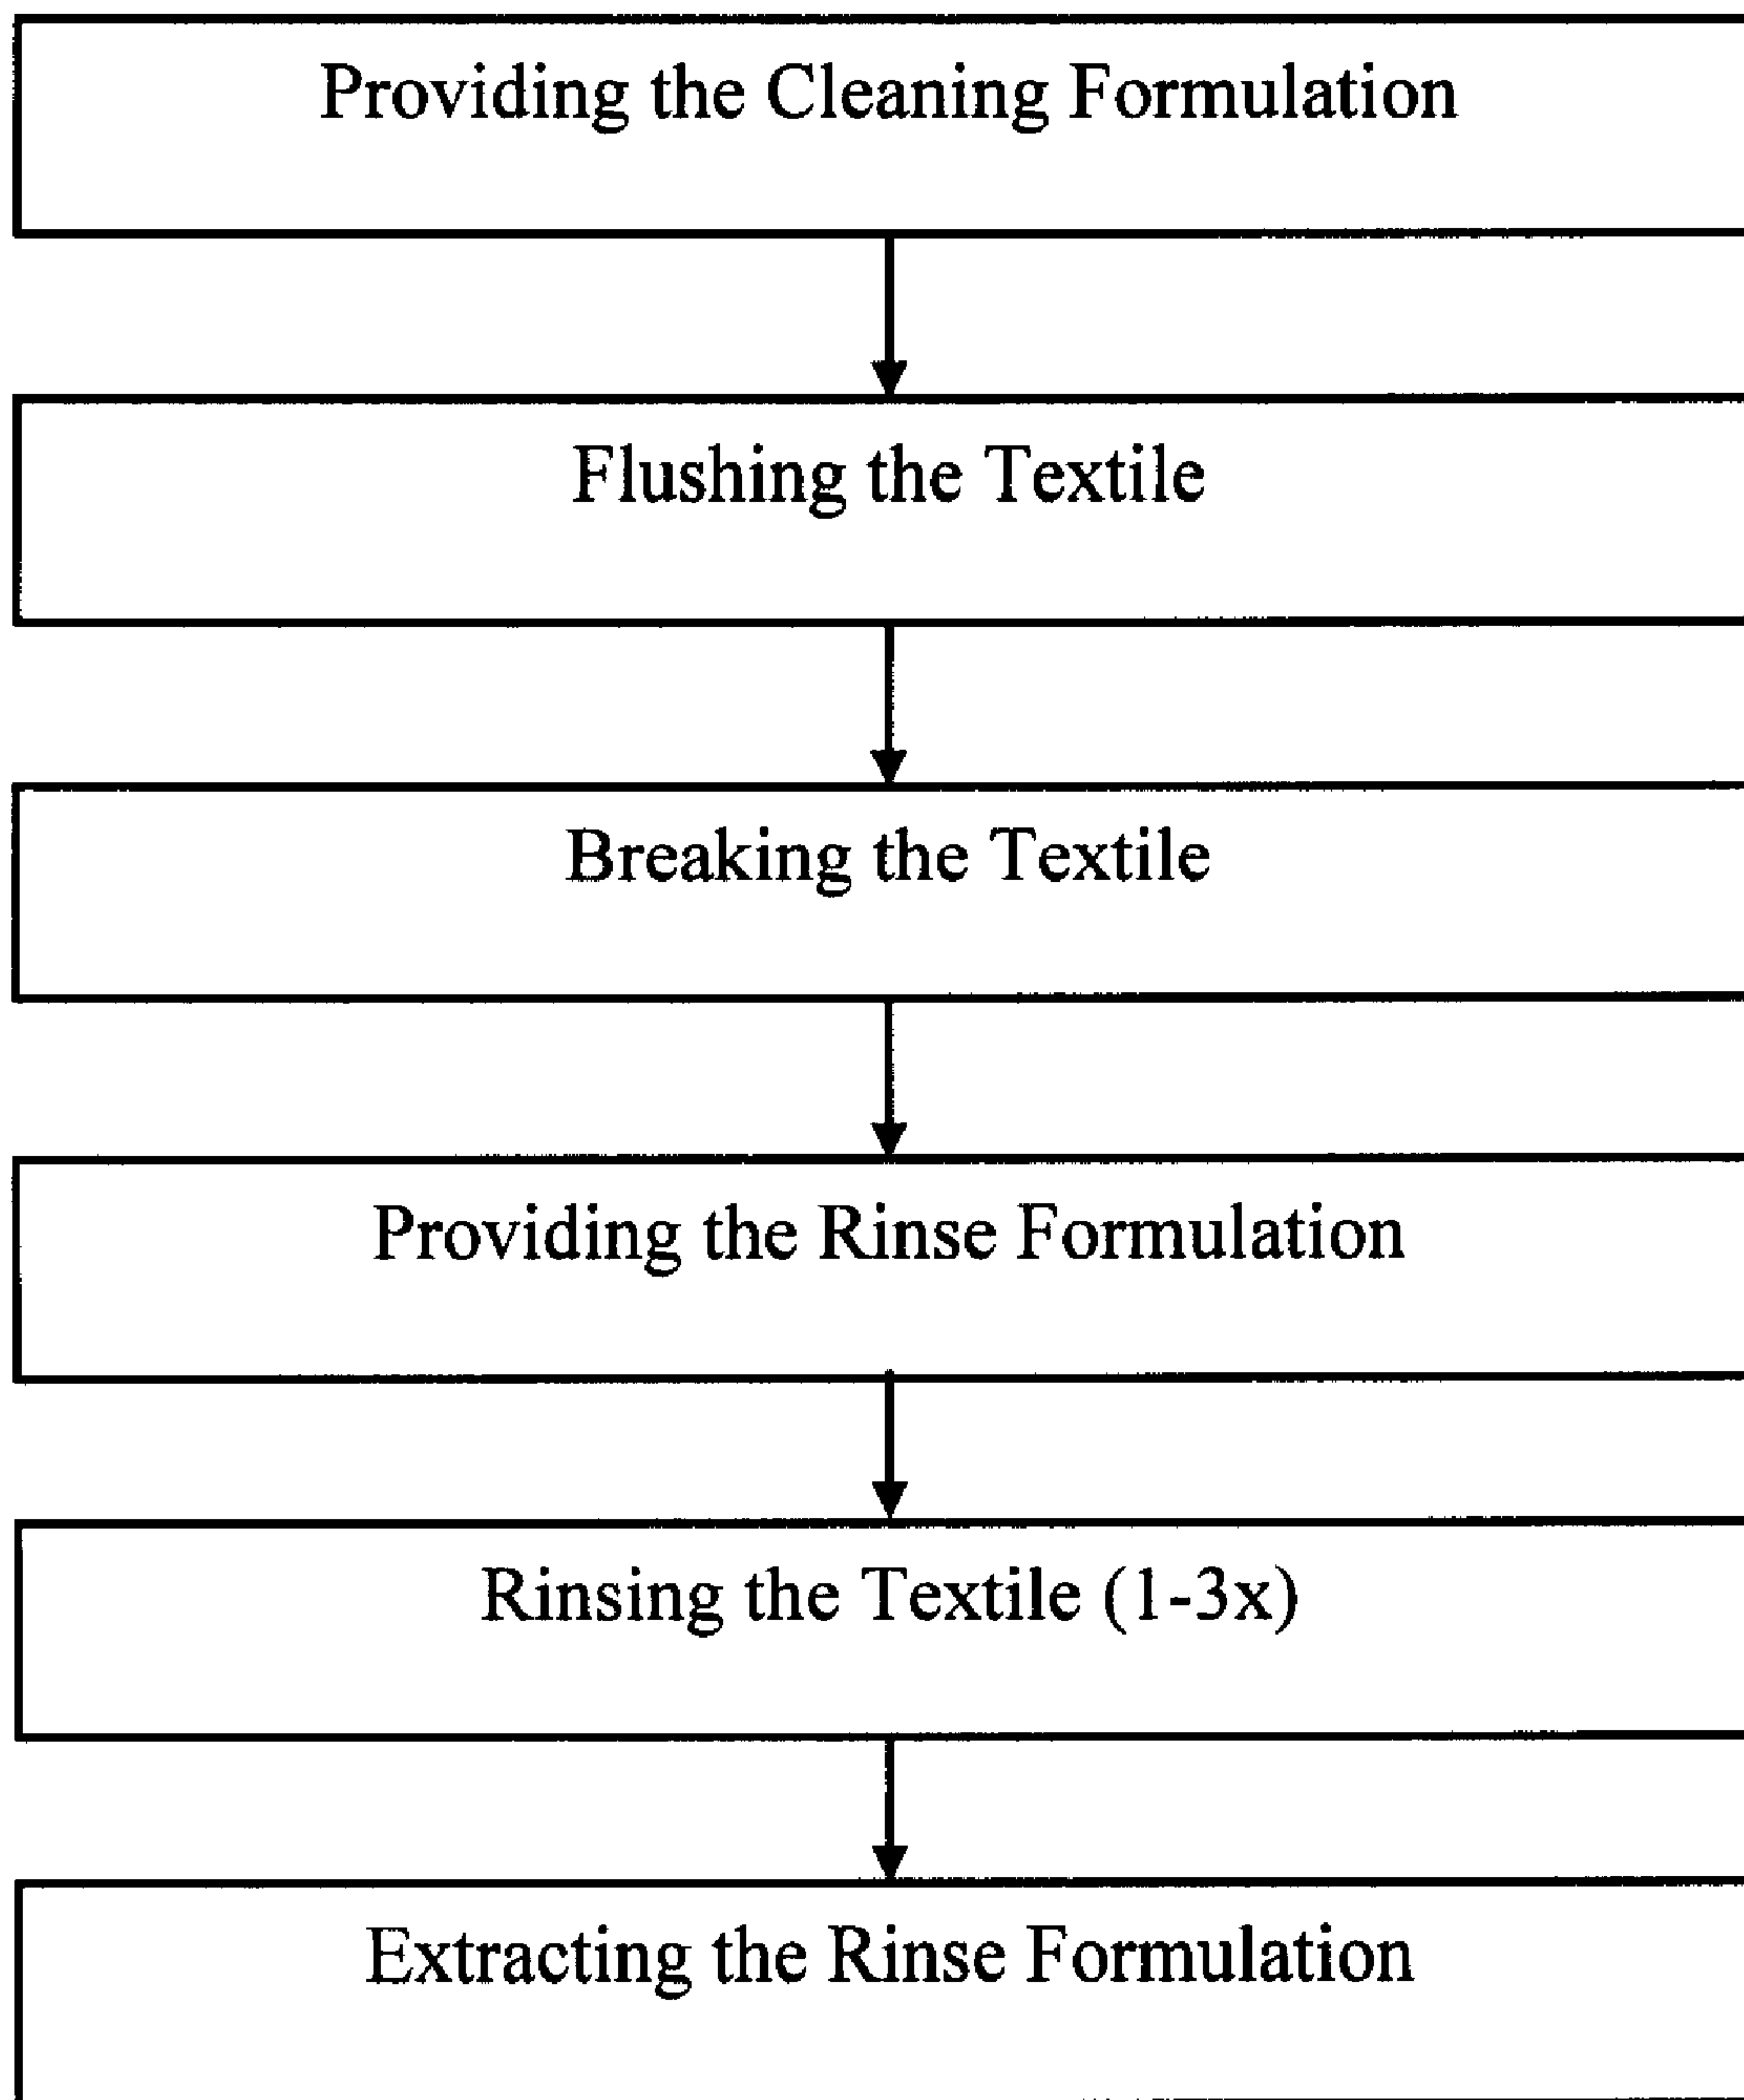 Providing the Cleaning Formulation
Flushing the Textile
Breaking the Textile
Providing the Rinse Formulation
Rinsing the Textile (1-3x)
Extracting the Rinse Formulation